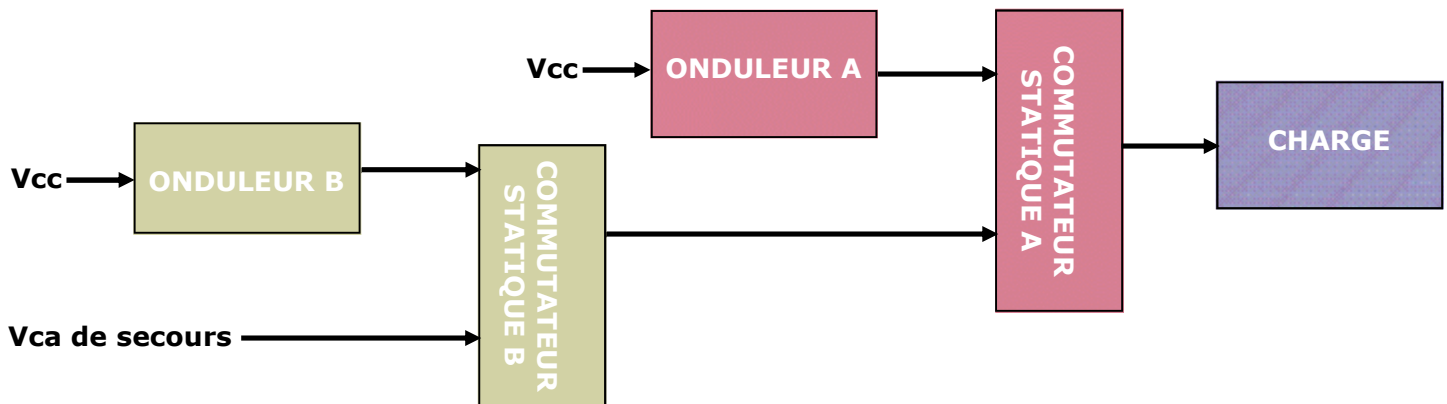 Vcc
ONDULEUR A
COMMUTATEUR
STATIQUE A
CHARGE
Vcc
ONDULEUR B
COMMUTATEUR
STATIQUE B
Vca de secours